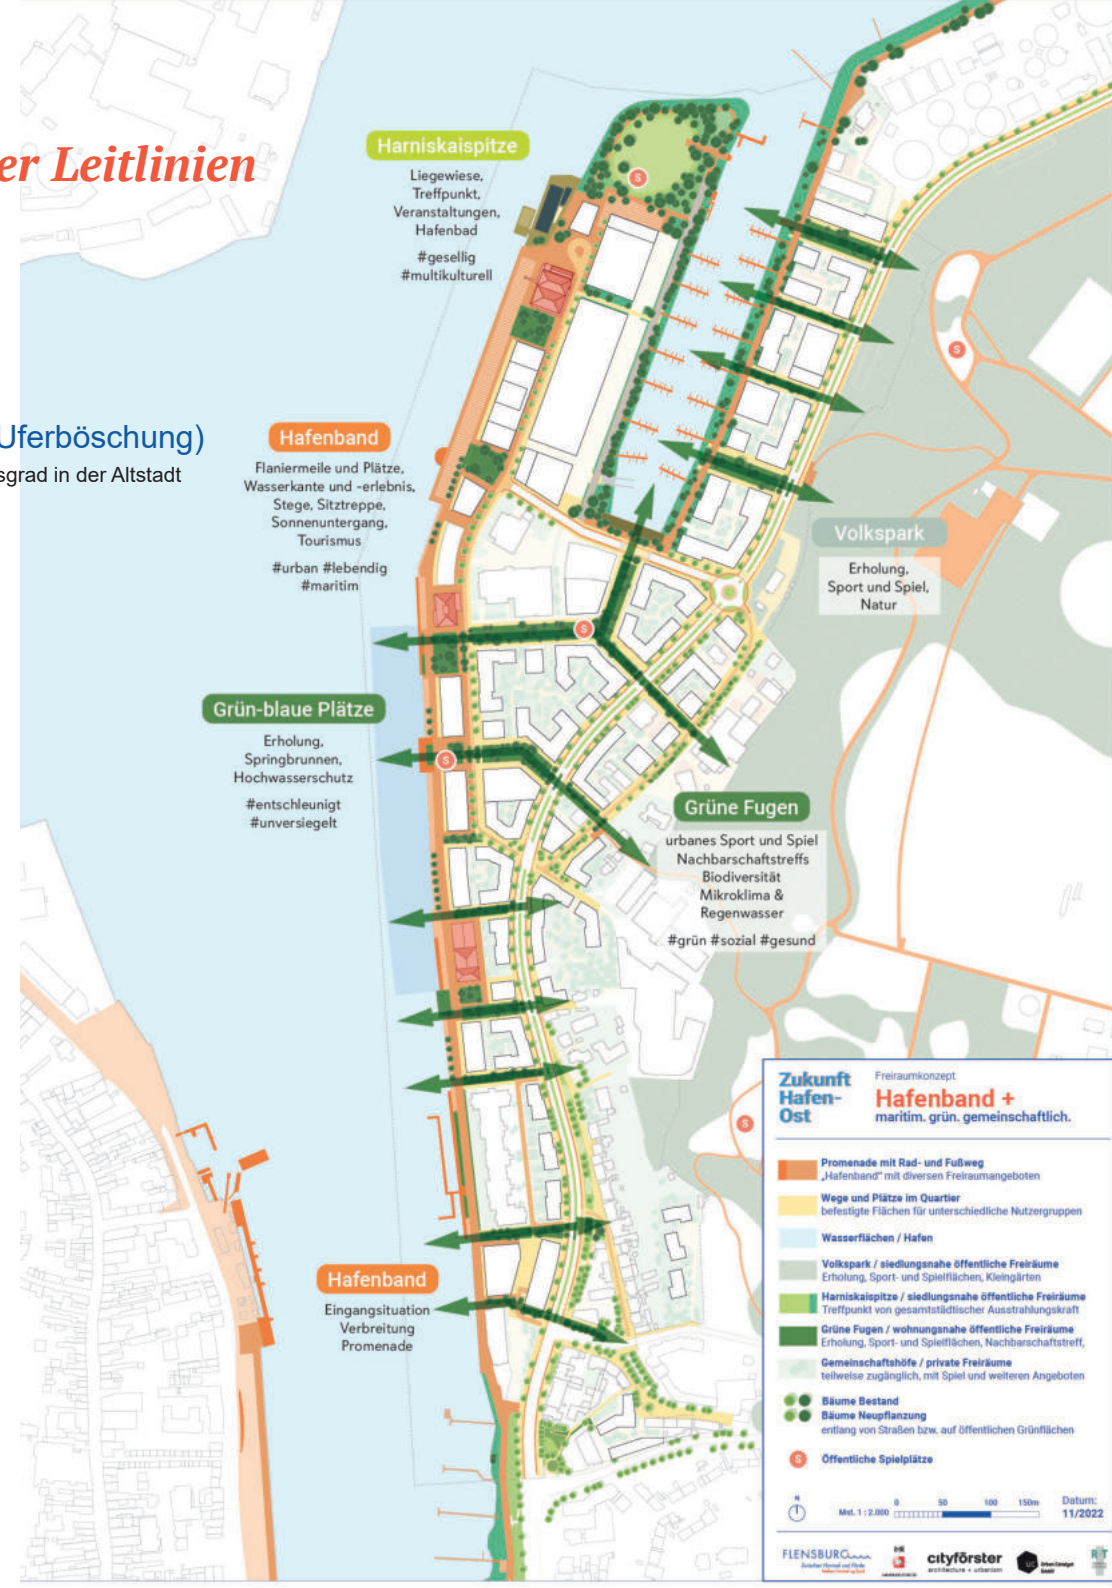 er Leitlinien
Uferböschung)
sgrad in der Altstadt
Harniskaispitze
Liegewiese,
Treffpunkt,
Veranstaltungen,
Hafenbad
#gesellig
#multikulturell
S
S
Hafenband
Flaniermeile und Plätze,
Wasserkante und -erlebnis,
Stege, Sitztreppe,
Sonnenuntergang,
Tourismus
#urban #lebendig
#maritim
Volkspark
Erholung,
Sport und Spiel,
Natur
S
Grün-blaue Plätze
Erholung,
Springbrunnen,
Hochwasserschutz
#entschleunigt
#unversiegelt
S
Grüne Fugen
urbanes Sport und Spiel
Nachbarschaftstreffs
Biodiversität
Mikroklima &
Regenwasser
#grün #sozial #gesund
S
Hafenband
Eingangsituation
Verbreitung
Promenade
Zukunft
Hafen-
Ost
Freiraumkonzept
Hafenband +
maritim. grün. gemeinschaftlich.
Promenade mit Rad- und Fußweg
„Hafenband" mit diversen Freiraumangeboten
Wege und Plätze im Quartier
befestigte Flächen für unterschiedliche Nutzergruppen
Wasserflächen / Hafen
Volkspark / siedlungsnahe öffentliche Freiräume
Erholung, Sport- und Spielflächen, Kleingärten
Harniskaispitze / siedlungsnahe öffentliche Freiräume
Treffpunkt von gesamtstädtischer Ausstrahlungskraft
Grüne Fugen / wohnungsnahe öffentliche Freiräume
Erholung, Sport- und Spielflächen, Nachbarschaftstreff,
Gemeinschaftshöfe / private Freiräume
teilweise zugänglich, mit Spiel und weiteren Angeboten
Bäume Bestand
Bäume Neupflanzung
entlang von Straßen bzw. auf öffentlichen Grünflächen
S Öffentliche Spielplätze
N
Mst. 1 : 2.000
0 50 100 150m
Datum:
11/2022
FLENSBURG
cityförster
architecture + urbanism
UC